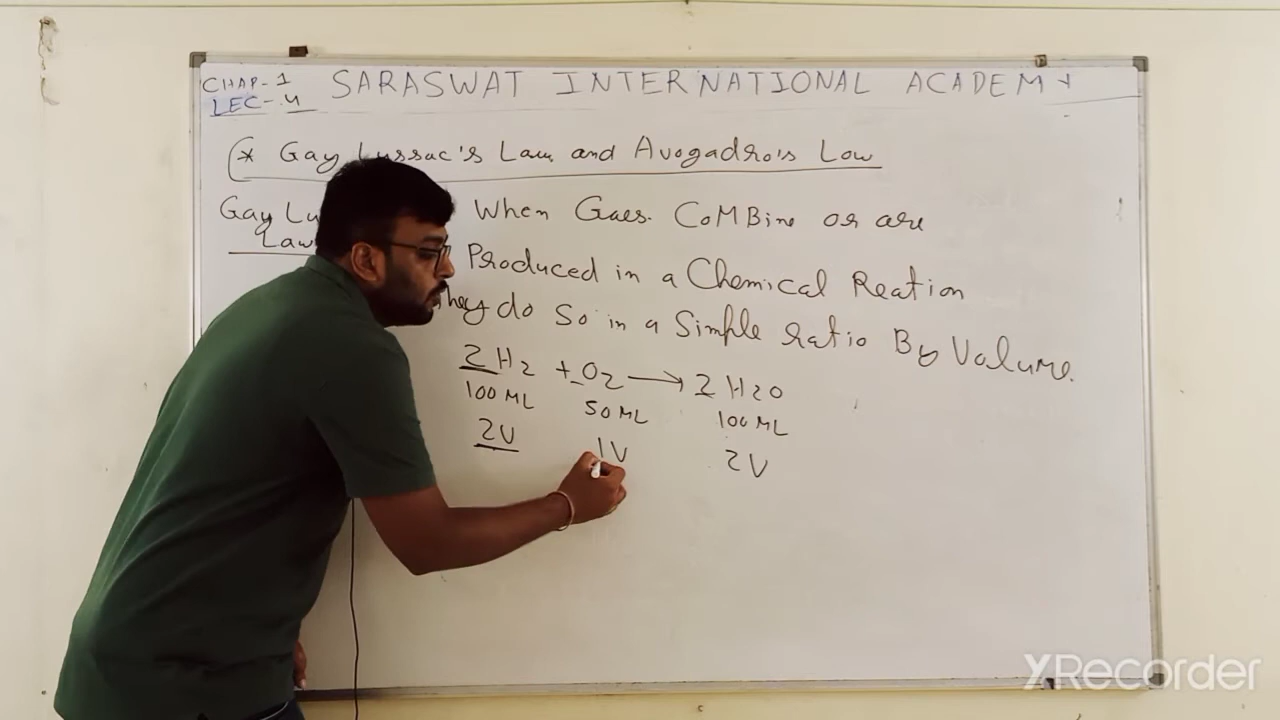 CHAP-1
LEC-4
SARASWAT INTERNATIONAL ACADEMY
* Gay Lussac's Law and Avogadro's Low
Gay Lu
Law
When Gaes. CoMBine or are
Produced in a Chemical Reation
hey do So in a Simple ratio By Volume.
2H2 + O2 → 2H2O
100 ML 50 ML 100 ML
2V 1V 2V
XRecorder